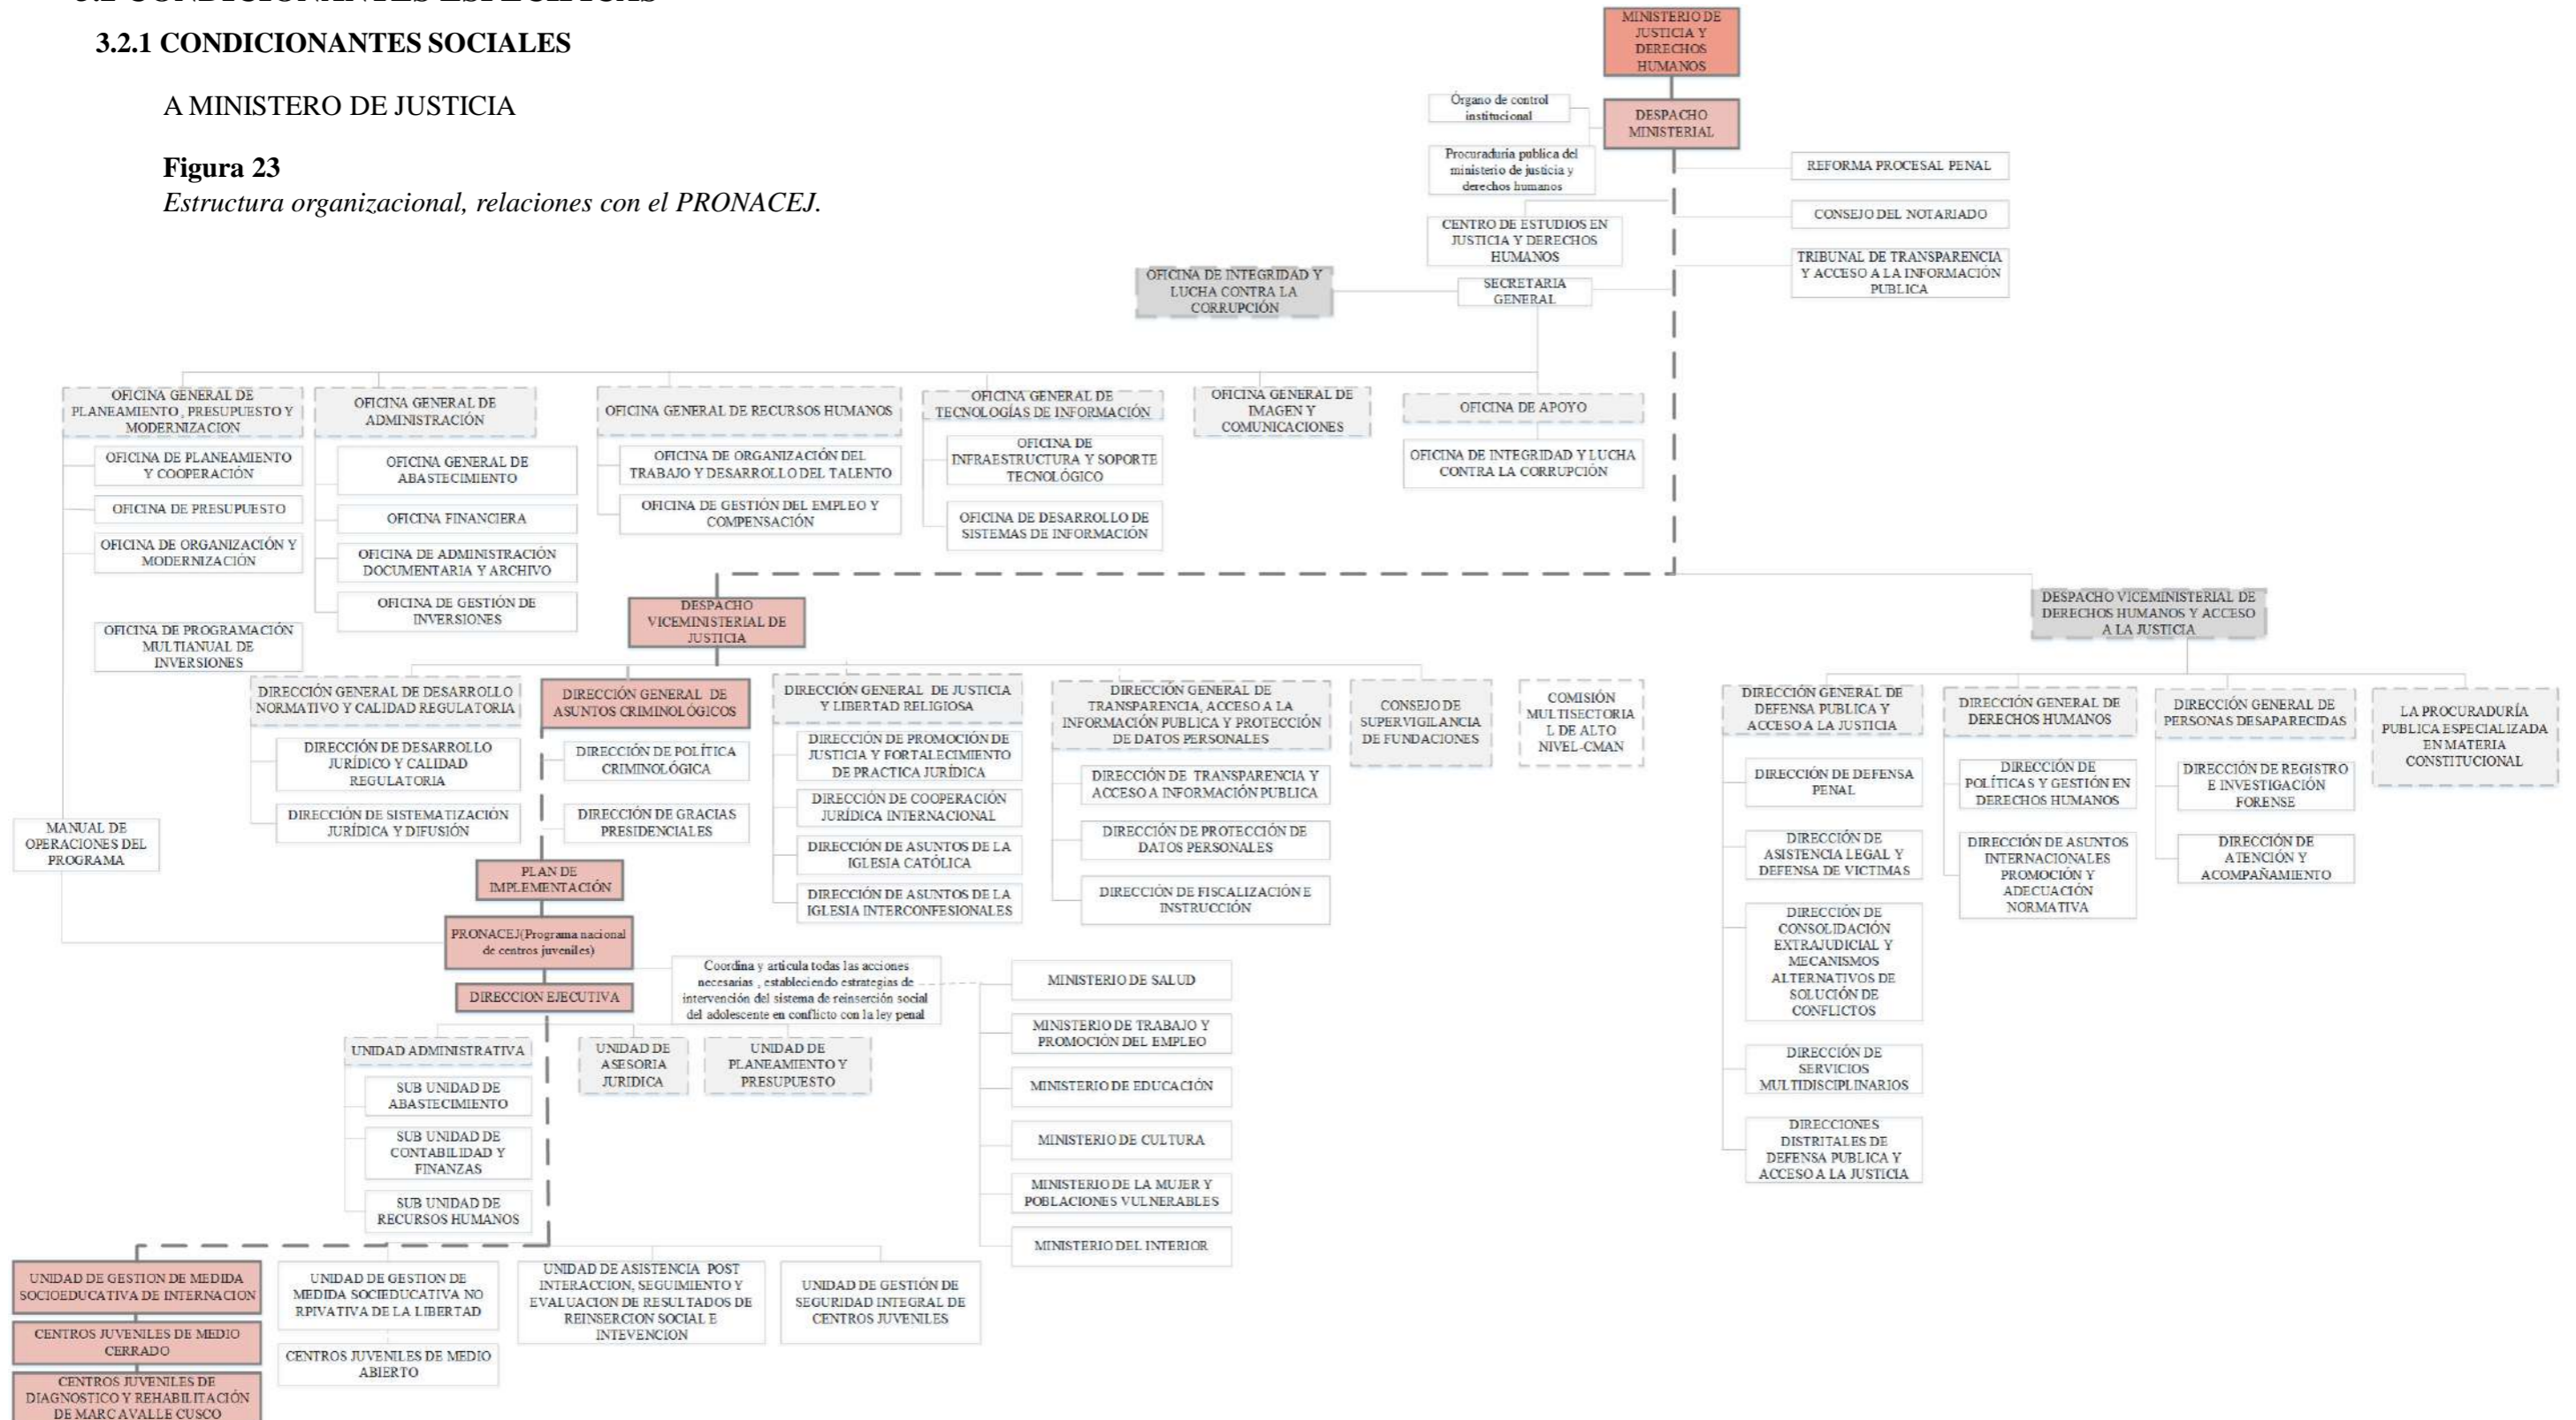 3.2 CONDICIONANTES ESPECIFICAS
3.2.1 CONDICIONANTES SOCIALES
A MINISTERO DE JUSTICIA
Figura 23
Estructura organizacional, relaciones con el PRONACEJ.
MINISTERIO DE
JUSTICIA Y
DERECHOS
HUMANOS
DESPACHO
MINISTERIAL
Órgano de control
institucional
Procuraduria publica del
ministerio de justicia y
derechos humanos
REFORMA PROCESAL PENAL
CONSEJO DEL NOTARIADO
TRIBUNAL DE TRANSPARENCIA
Y ACCESO A LA INFORMACIÓN
PUBLICA
CENTRO DE ESTUDIOS EN
JUSTICIA Y DERECHOS
HUMANOS
SECRETARIA
GENERAL
OFICINA DE INTEGRIDAD Y
LUCHA CONTRA LA
CORRUPCIÓN
OFICINA GENERAL DE
PLANEAMIENTO , PRESUPUESTO Y
MODERNIZACION
OFICINA DE PLANEAMIENTO
Y COOPERACIÓN
OFICINA DE PRESUPUESTO
OFICINA DE ORGANIZACIÓN Y
MODERNIZACIÓN
OFICINA DE PROGRAMACIÓN
MULTIANUAL DE
INVERSIONES
OFICINA GENERAL DE
ADMINISTRACIÓN
OFICINA GENERAL DE
ABASTECIMIENTO
OFICINA FINANCIERA
OFICINA DE ADMINISTRACIÓN
DOCUMENTARIA Y ARCHIVO
OFICINA DE GESTIÓN DE
INVERSIONES
OFICINA GENERAL DE RECURSOS HUMANOS
OFICINA DE ORGANIZACIÓN DEL
TRABAJO Y DESARROLLO DEL TALENTO
OFICINA DE GESTIÓN DEL EMPLEO Y
COMPENSACIÓN
OFICINA GENERAL DE
TECNOLOGÍAS DE INFORMACIÓN
OFICINA DE
INFRAESTRUCTURA Y SOPORTE
TECNOLÓGICO
OFICINA DE DESARROLLO DE
SISTEMAS DE INFORMACIÓN
OFICINA GENERAL DE
IMAGEN Y
COMUNICACIONES
OFICINA DE APOYO
OFICINA DE INTEGRIDAD Y LUCHA
CONTRA LA CORRUPCIÓN
DESPACHO
VICEMINISTERIAL DE
JUSTICIA
DESPACHO VICEMINISTERIAL DE
DERECHOS HUMANOS Y ACCESO
A LA JUSTICIA
DIRECCIÓN GENERAL DE DESARROLLO
NORMATIVO Y CALIDAD REGULATORIA
DIRECCIÓN DE DESARROLLO
JURÍDICO Y CALIDAD
REGULATORIA
DIRECCIÓN DE SISTEMATIZACIÓN
JURÍDICA Y DIFUSIÓN
DIRECCIÓN GENERAL DE
ASUNTOS CRIMINOLÓGICOS
DIRECCIÓN DE POLÍTICA
CRIMINOLÓGICA
DIRECCIÓN DE GRACIAS
PRESIDENCIALES
DIRECCIÓN GENERAL DE JUSTICIA
Y LIBERTAD RELIGIOSA
DIRECCIÓN DE PROMOCIÓN DE
JUSTICIA Y FORTALECIMIENTO
DE PRACTICA JURÍDICA
DIRECCIÓN DE COOPERACIÓN
JURÍDICA INTERNACIONAL
DIRECCIÓN DE ASUNTOS DE LA
IGLESIA CATÓLICA
DIRECCIÓN DE ASUNTOS DE LA
IGLESIA INTERCONFESIONALES
DIRECCIÓN GENERAL DE
TRANSPARENCIA, ACCESO A LA
INFORMACIÓN PUBLICA Y PROTECCIÓN
DE DATOS PERSONALES
DIRECCIÓN DE TRANSPARENCIA Y
ACCESO A INFORMACIÓN PUBLICA
DIRECCIÓN DE PROTECCIÓN DE
DATOS PERSONALES
DIRECCIÓN DE FISCALIZACIÓN E
INSTRUCCIÓN
CONSEJO DE
SUPERVIGILANCIA
DE FUNDACIONES
COMISIÓN
MULTISECTORIA
L DE ALTO
NIVEL-CMAN
DIRECCIÓN GENERAL DE
DEFENSA PUBLICA Y
ACCESO A LA JUSTICIA
DIRECCIÓN DE DEFENSA
PENAL
DIRECCIÓN DE
ASISTENCIA LEGAL Y
DEFENSA DE VICTIMAS
DIRECCIÓN DE
CONSOLIDACIÓN
EXTRAJUDICIAL Y
MECANISMOS
ALTERNATIVOS DE
SOLUCIÓN DE
CONFLICTOS
DIRECCIÓN DE
SERVICIOS
MULTIDISCIPLINARIOS
DIRECCIONES
DISTRITALES DE
DEFENSA PUBLICA Y
ACCESO A LA JUSTICIA
DIRECCIÓN GENERAL DE
DERECHOS HUMANOS
DIRECCIÓN DE
POLÍTICAS Y GESTIÓN EN
DERECHOS HUMANOS
DIRECCIÓN DE ASUNTOS
INTERNACIONALES
PROMOCIÓN Y
ADECUACIÓN
NORMATIVA
DIRECCIÓN GENERAL DE
PERSONAS DESAPARECIDAS
DIRECCIÓN DE REGISTRO
E INVESTIGACIÓN
FORENSE
DIRECCIÓN DE
ATENCIÓN Y
ACOMPAÑAMIENTO
LA PROCURADURÍA
PUBLICA ESPECIALIZADA
EN MATERIA
CONSTITUCIONAL
MANUAL DE
OPERACIONES DEL
PROGRAMA
PLAN DE
IMPLEMENTACIÓN
PRONACEJ(Programa nacional
de centros juveniles)
DIRECCION EJECUTIVA
Coordina y articula todas las acciones
necesarias , estableciendo estrategias de
intervención del sistema de reinserción social
del adolescente en conflicto con la ley penal
MINISTERIO DE SALUD
MINISTERIO DE TRABAJO Y
PROMOCIÓN DEL EMPLEO
MINISTERIO DE EDUCACIÓN
MINISTERIO DE CULTURA
MINISTERIO DE LA MUJER Y
POBLACIONES VULNERABLES
MINISTERIO DEL INTERIOR
UNIDAD ADMINISTRATIVA
SUB UNIDAD DE
ABASTECIMIENTO
SUB UNIDAD DE
CONTABILIDAD Y
FINANZAS
SUB UNIDAD DE
RECURSOS HUMANOS
UNIDAD DE
ASESORIA
JURIDICA
UNIDAD DE
PLANEAMIENTO Y
PRESUPUESTO
UNIDAD DE GESTION DE MEDIDA
SOCIOEDUCATIVA DE INTERNACION
CENTROS JUVENILES DE MEDIO
CERRADO
CENTROS JUVENILES DE
DIAGNOSTICO Y REHABILITACIÓN
DE MARCAVALLE CUSCO
UNIDAD DE GESTION DE
MEDIDA SOCIEDUCATIVA NO
RPIVATIVA DE LA LIBERTAD
CENTROS JUVENILES DE MEDIO
ABIERTO
UNIDAD DE ASISTENCIA POST
INTERACCION, SEGUIMIENTO Y
EVALUACION DE RESULTADOS DE
REINSERCION SOCIAL E
INTEVENCION
UNIDAD DE GESTIÓN DE
SEGURIDAD INTEGRAL DE
CENTROS JUVENILES